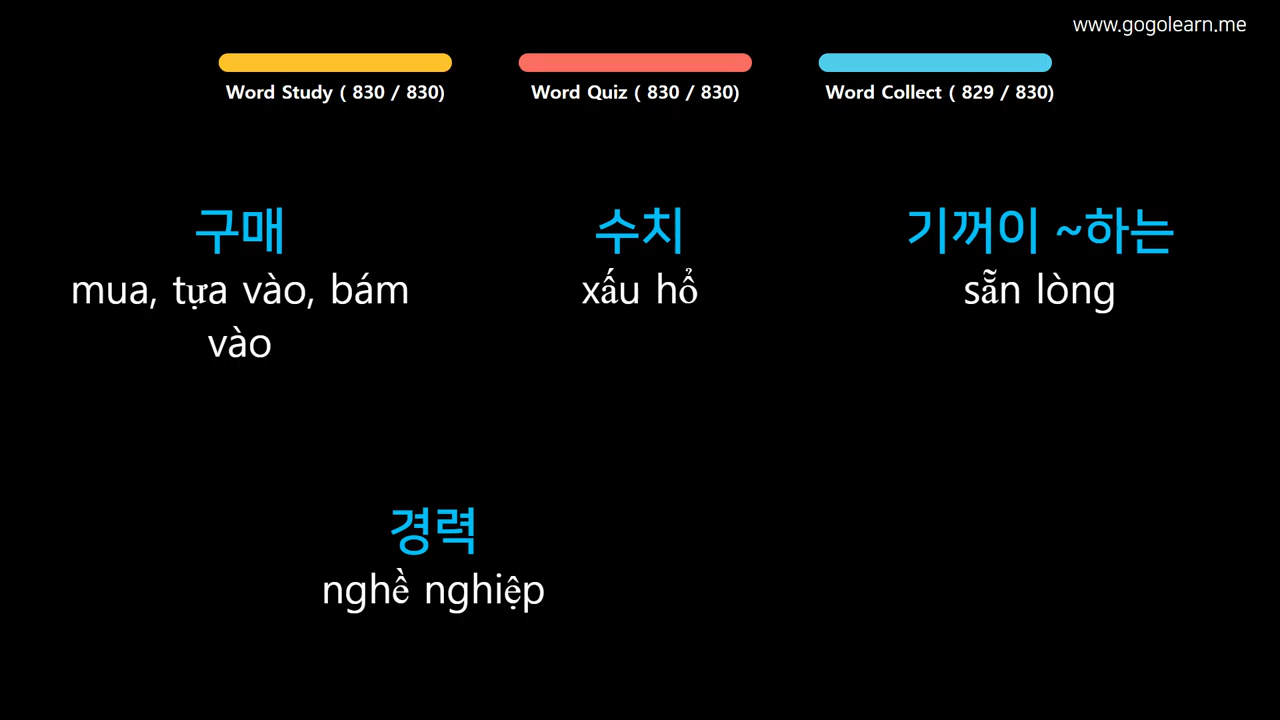 www.gogolearn.me
Word Study ( 830 / 830)
Word Quiz ( 830 / 830)
Word Collect ( 829 / 830)
구매
mua, tựa vào, bám
vào
수치
xấu hổ
기꺼이 ~하는
sẵn lòng
경력
nghề nghiệp